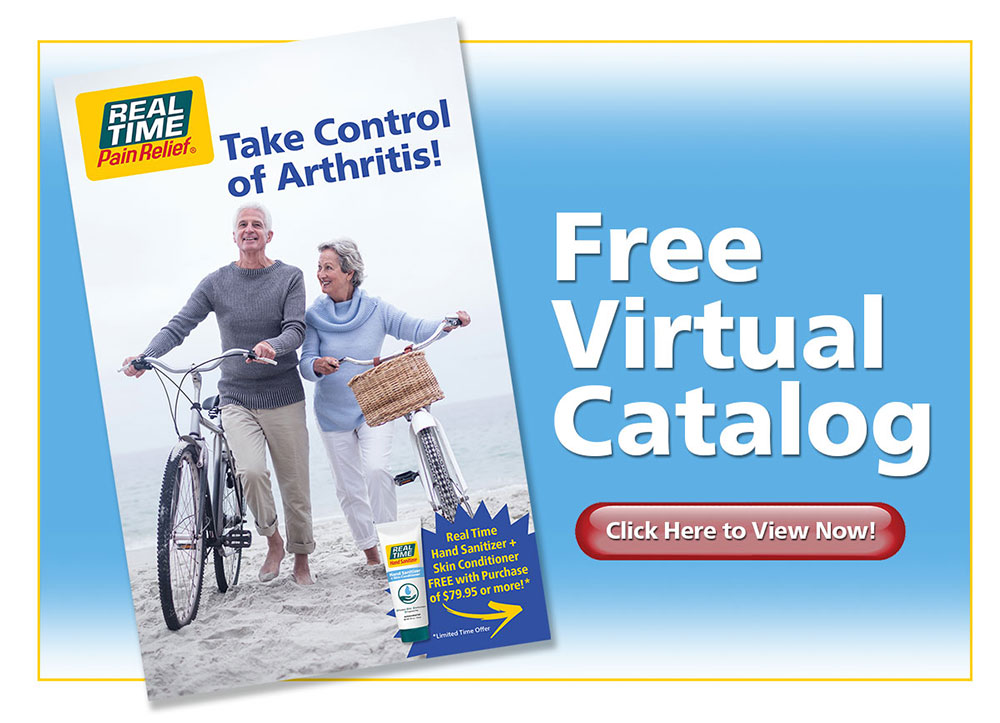 REAL
TIME
Pain Relief®
Take Control
of Arthritis!
Free
Virtual
Catalog
Click Here to View Now!
REAL
TIME
Hand Sanitizer
Real Time
Hand Sanitizer +
Skin Conditioner
FREE with Purchase
of $79.95 or more!*
*Limited Time Offer